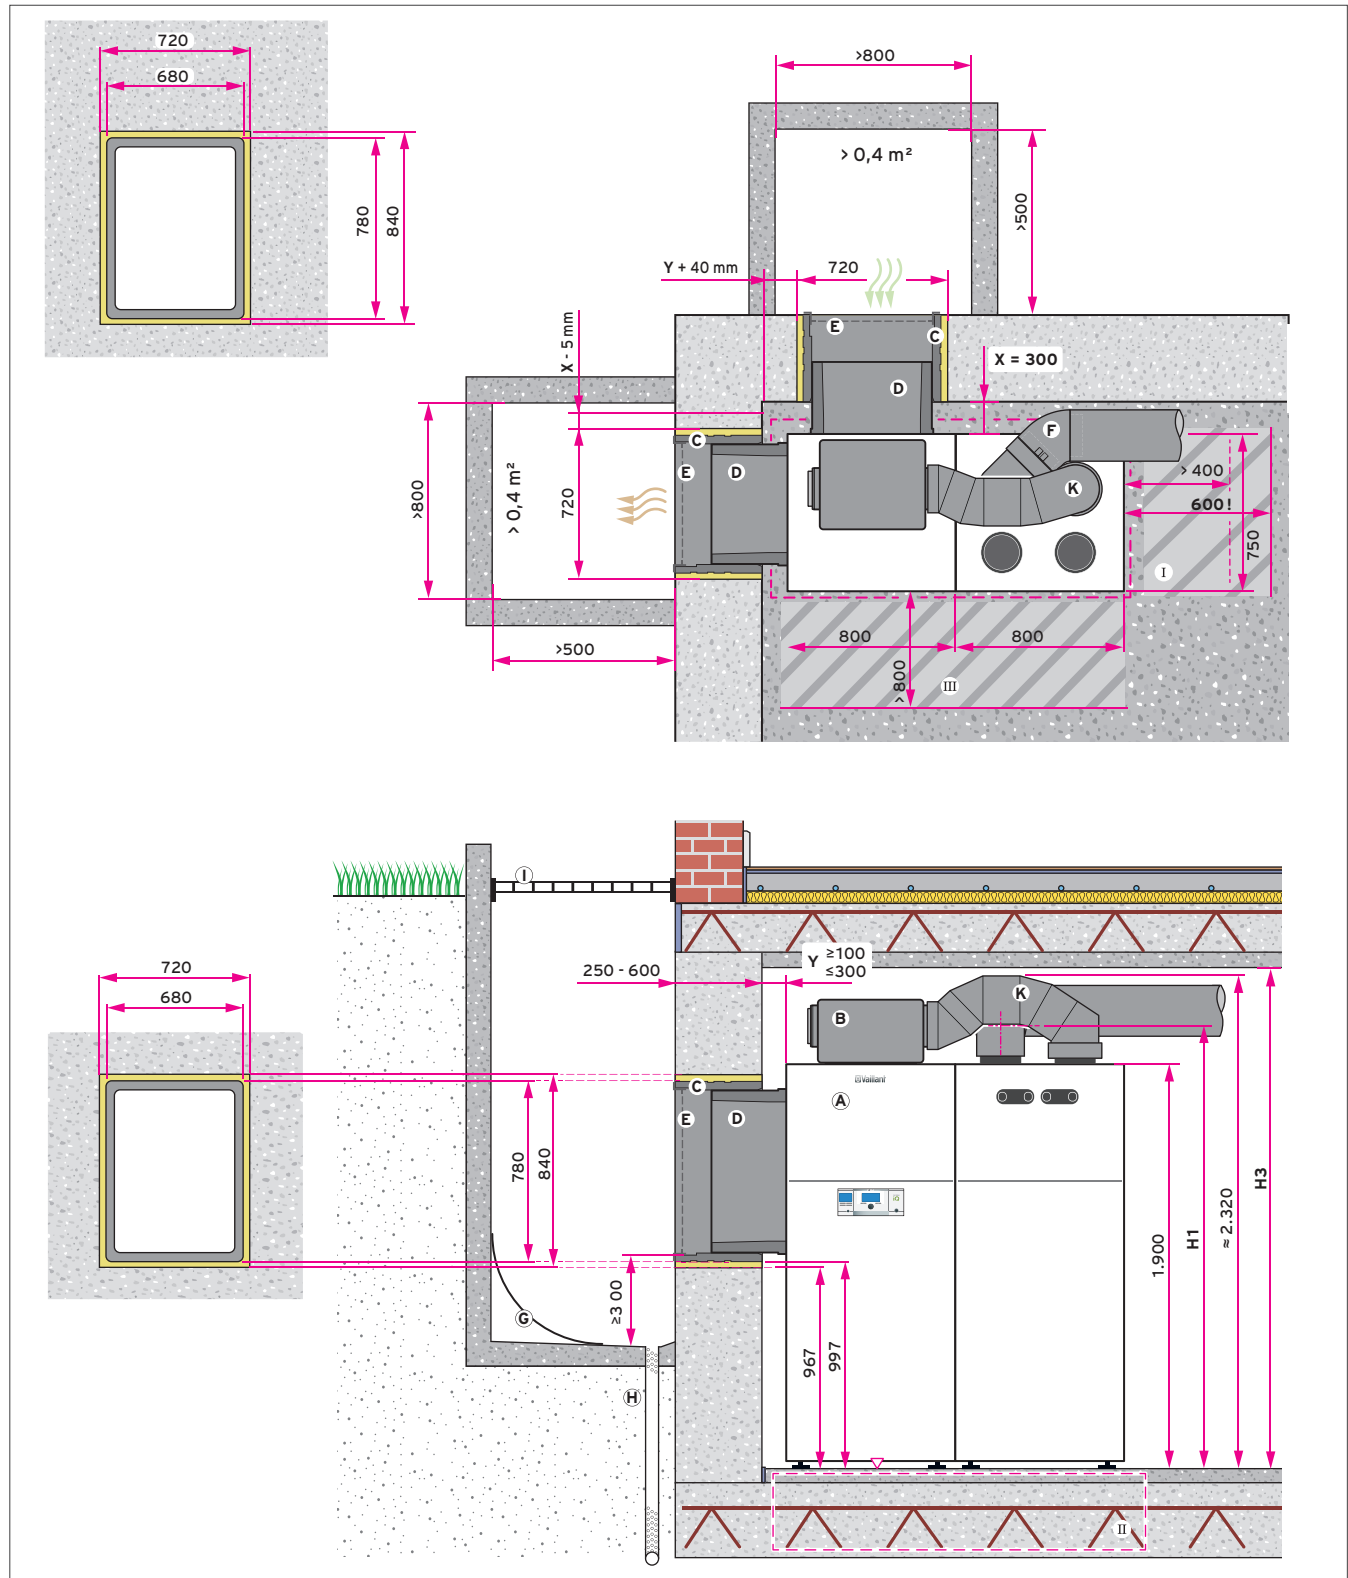 720
680
780
840
>800
> 0,4 m²
>500
Y + 40 mm
720
X - 5 mm
E
C
X = 300
D
F
C
E
D
K
> 400
600!
750
I
>800
> 0,4 m²
720
>500
800
800
> 800
III
I
250 - 600
Y
≥100
≤300
720
680
B
K
Vaillant
A
C
E
D
780
840
≥3 00
G
H
967
997
1.900
H1
≈ 2.320
H3
II